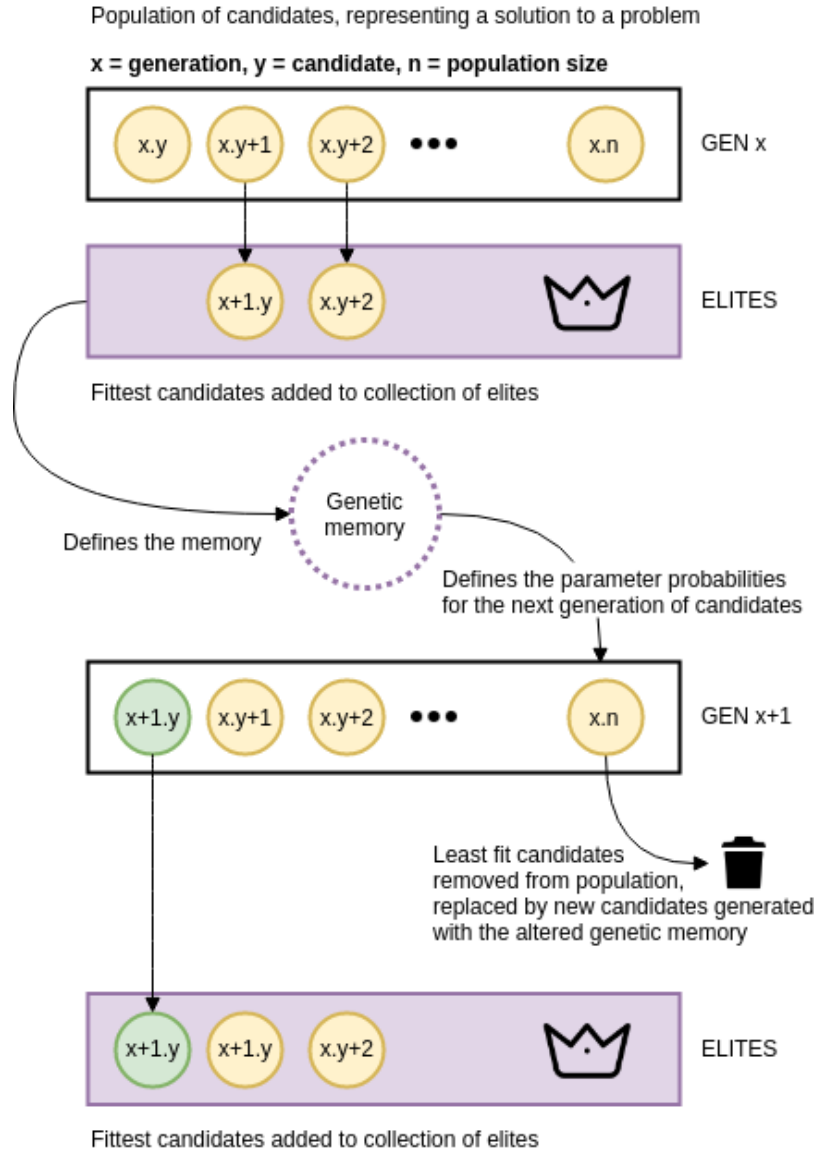 Population of candidates, representing a solution to a problem
x = generation, y = candidate, n = population size
x.y x.y+1 x.y+2 ••• x.n GEN x
x+1.y x.y+2 ELITES
Fittest candidates added to collection of elites
Genetic
memory
Defines the memory
Defines the parameter probabilities
for the next generation of candidates
x+1.y x.y+1 x.y+2 ••• x.n GEN x+1
Least fit candidates
removed from population,
replaced by new candidates generated
with the altered genetic memory
x+1.y x+1.y x.y+2 ELITES
Fittest candidates added to collection of elites